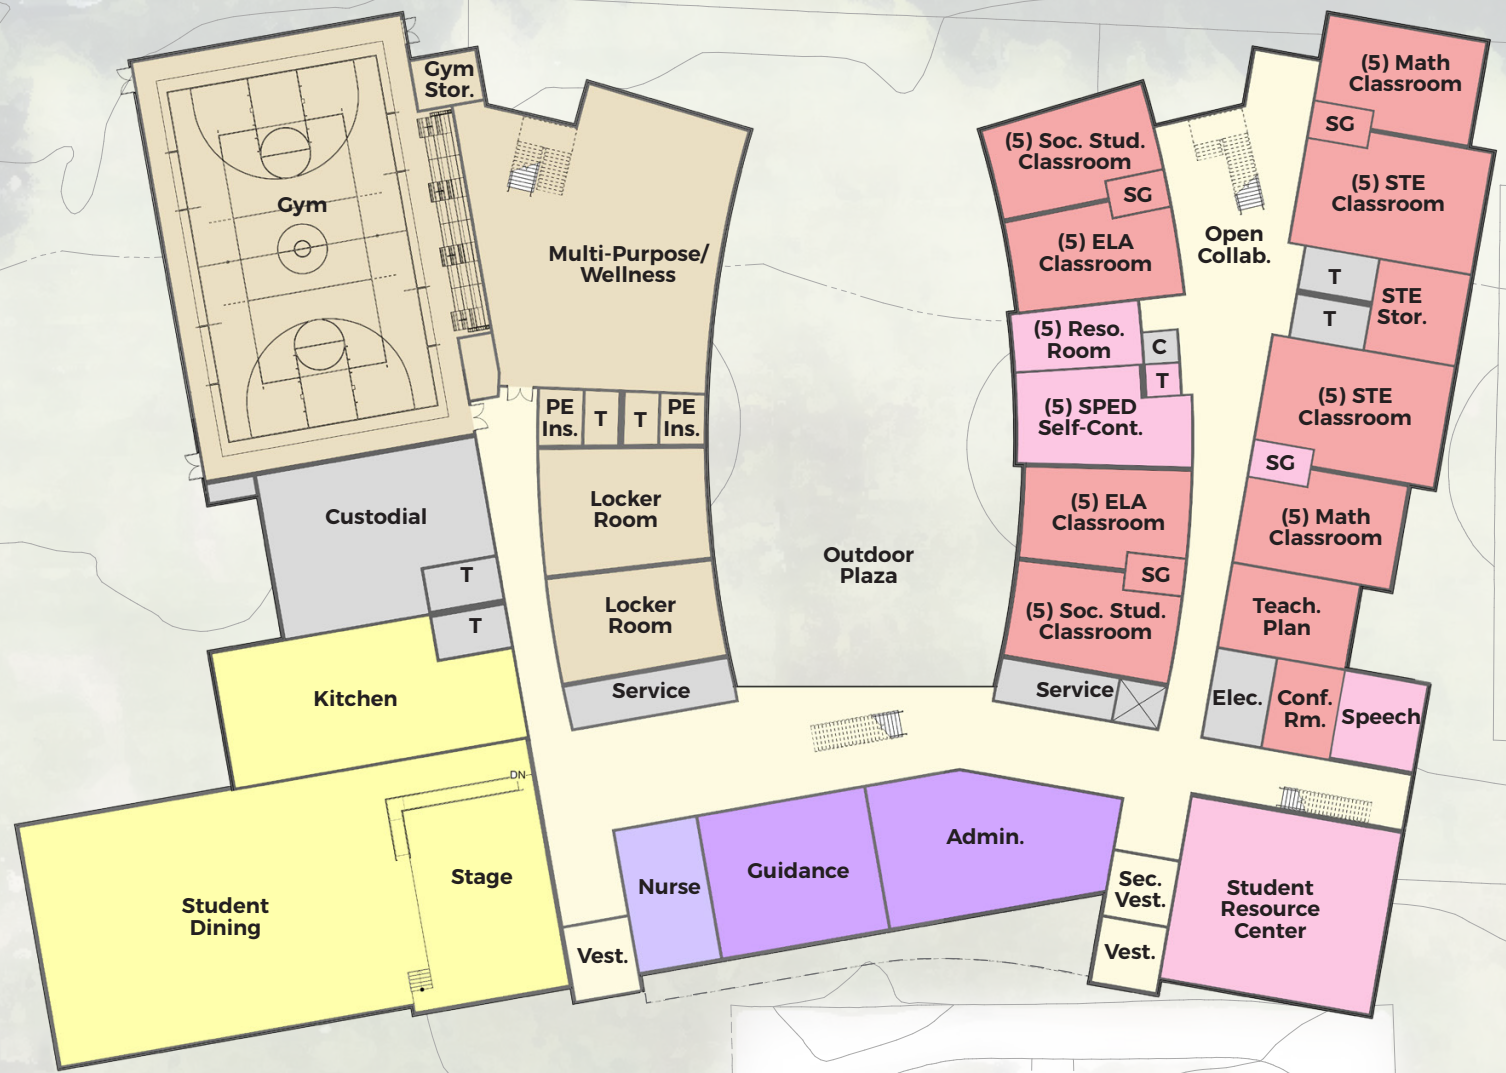 Gym
Stor.
Gym
Multi-Purpose/
Wellness
PE
Ins.
T
T
PE
Ins.
Locker
Room
Locker
Room
Service
Custodial
T
T
Kitchen
DN
Student
Dining
Stage
Vest.
Nurse
Guidance
Admin.
Outdoor
Plaza
(5) Soc. Stud.
Classroom
SG
(5) ELA
Classroom
(5) Reso.
Room
C
T
(5) SPED
Self-Cont.
(5) ELA
Classroom
SG
(5) Soc. Stud.
Classroom
Service
Open
Collab.
(5) Math
Classroom
SG
(5) STE
Classroom
T
T
STE
Stor.
(5) STE
Classroom
SG
(5) Math
Classroom
Teach.
Plan
Elec.
Conf.
Rm.
Speech
Sec.
Vest.
Vest.
Student
Resource
Center